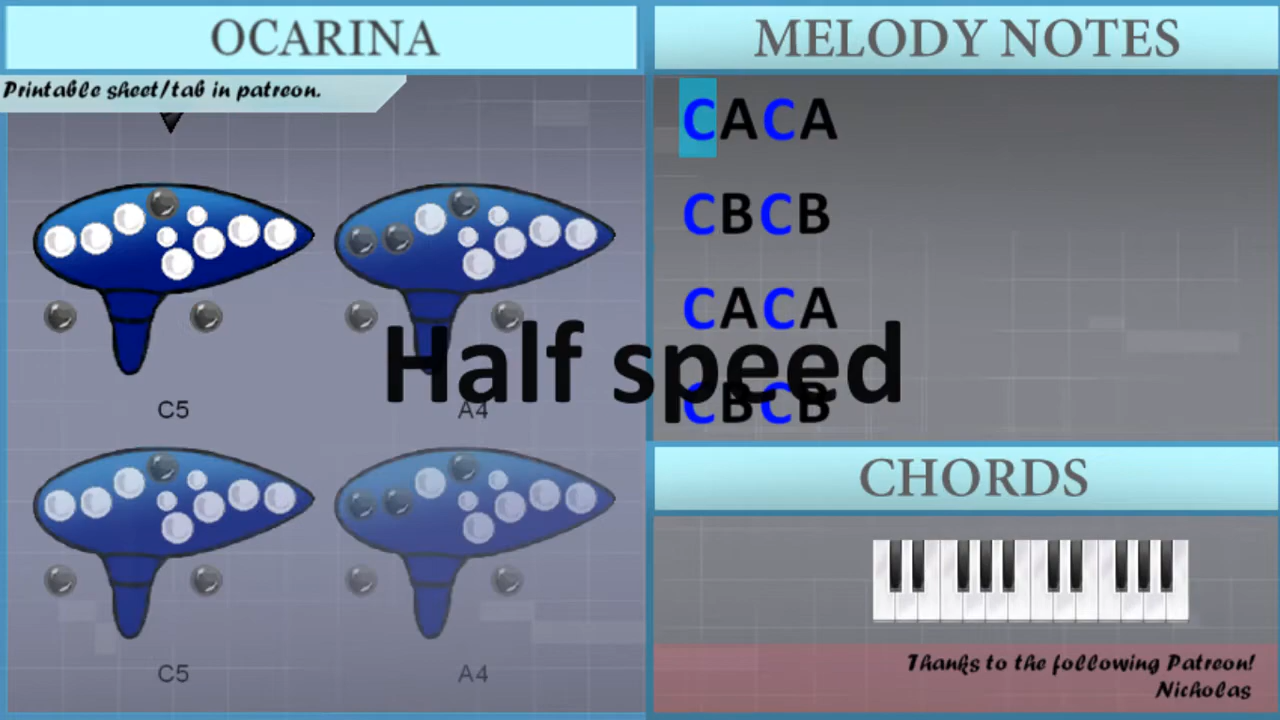 OCARINA
Printable sheet/tab in patreon.
C5
A4
C5
A4
MELODY NOTES
CACA
CBCB
CACA
CBCB
Half speed
CHORDS
Thanks to the following Patreon!
Nicholas